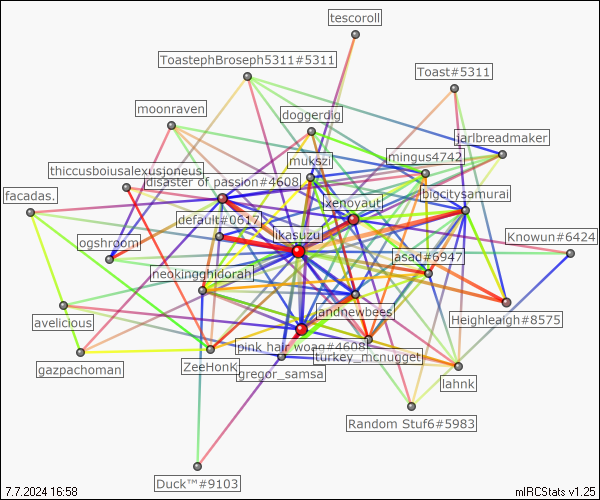 tescoroll
ToastephBroseph5311#5311
Toast#5311
moonraven
doggerdig
jarlbreadmaker
mukszi
mingus4742
thiccusboiusalexusjoneus
disaster of passion#4608
facadas.
xenoyaut
bigcitysamurai
default#0617
ikasuzu
ogshroom
Knowun#6424
asad#6947
neokingghidorah
avelicious
landnewbees
Heighleaigh#8575
pink hair woag#4608
turkey_mcnugget
gazpachoman
ZeeHonK
gregor_samsa
lahnk
Random Stuf6#5983
Duck™#9103
7.7.2024 16:58
mIRCStats v1.25